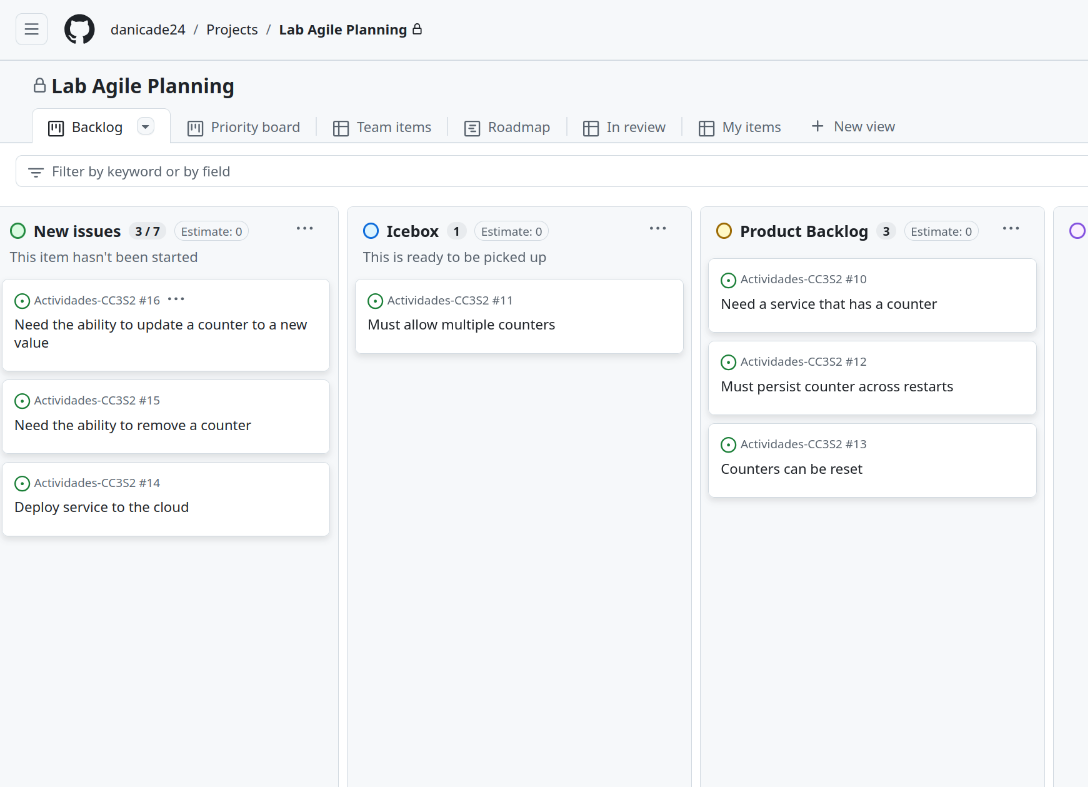 danicade24 / Projects / Lab Agile Planning
Lab Agile Planning
Backlog Priority board Team items Roadmap In review My items + New view
Filter by keyword or by field
New issues 3 / 7 Estimate: 0 ...
This item hasn't been started
Actividades-CC3S2 #16 ...
Need the ability to update a counter to a new
value
Actividades-CC3S2 #15
Need the ability to remove a counter
Actividades-CC3S2 #14
Deploy service to the cloud
Icebox 1 Estimate: 0 ...
This is ready to be picked up
Actividades-CC3S2 #11
Must allow multiple counters
Product Backlog 3 Estimate: 0 ...
Actividades-CC3S2 #10
Need a service that has a counter
Actividades-CC3S2 #12
Must persist counter across restarts
Actividades-CC3S2 #13
Counters can be reset